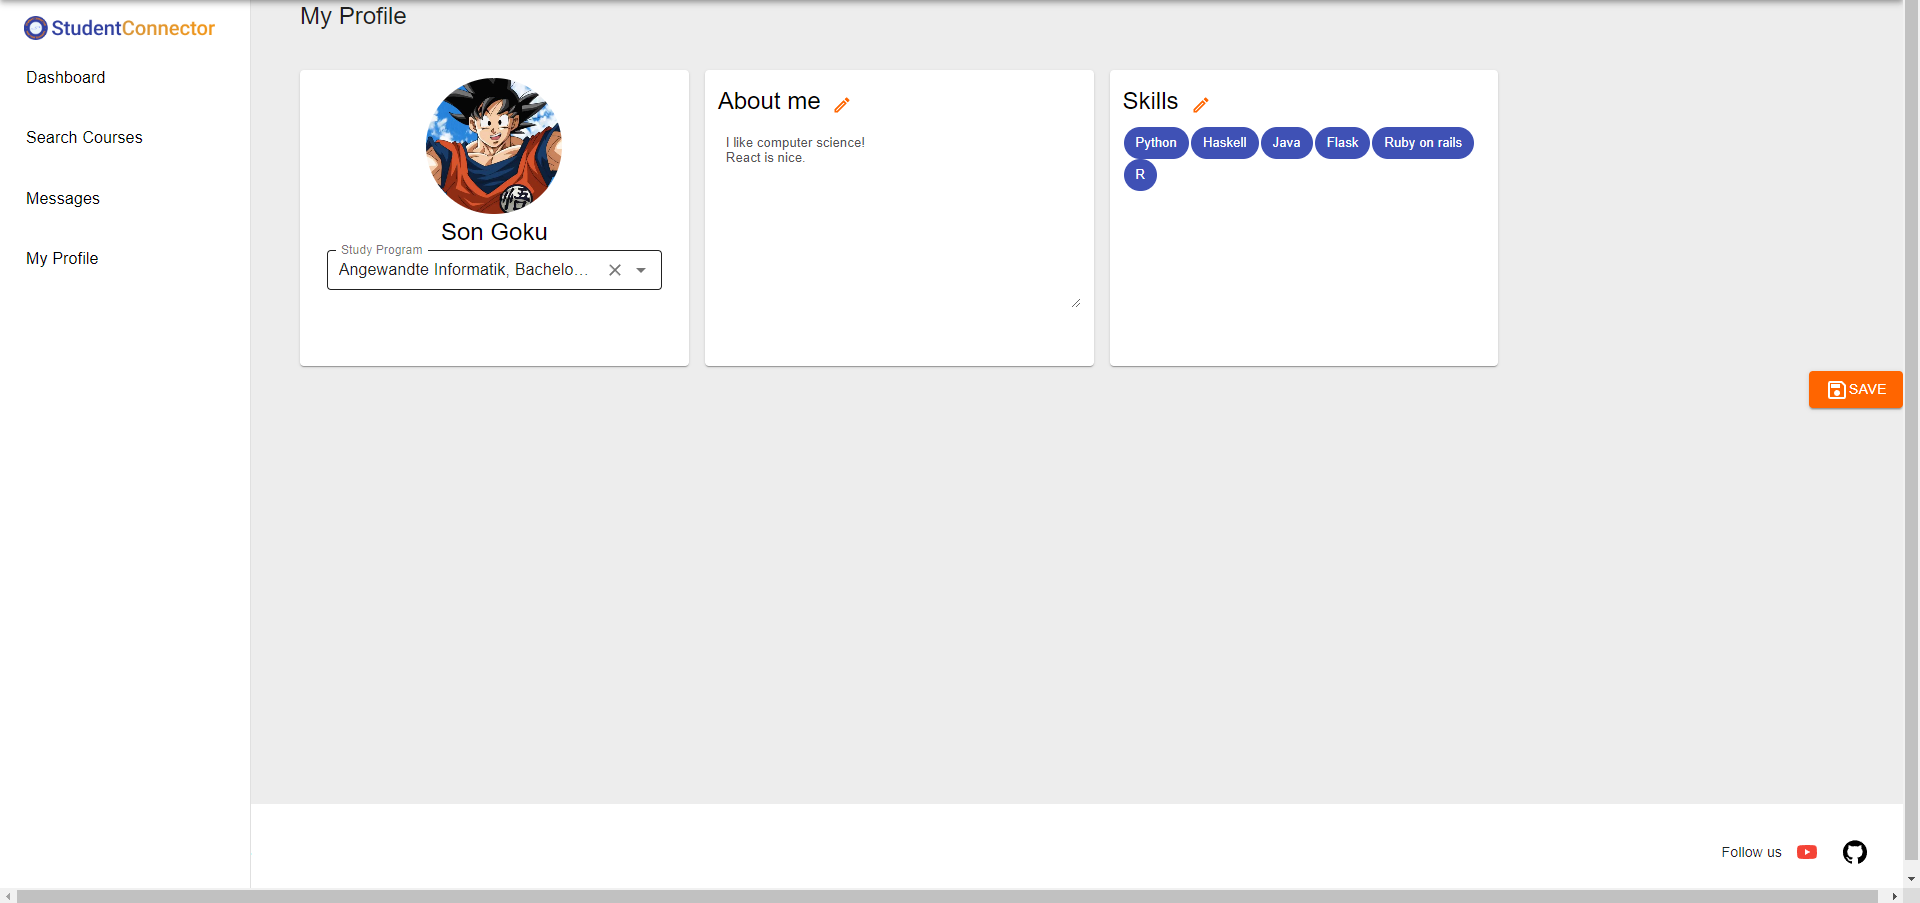 StudentConnector
Dashboard
Search Courses
Messages
My Profile
My Profile
Son Goku
Study Program
Angewandte Informatik, Bachelo...
About me
I like computer science!
React is nice.
Skills
Python Haskell Java Flask Ruby on rails
R
SAVE
Follow us